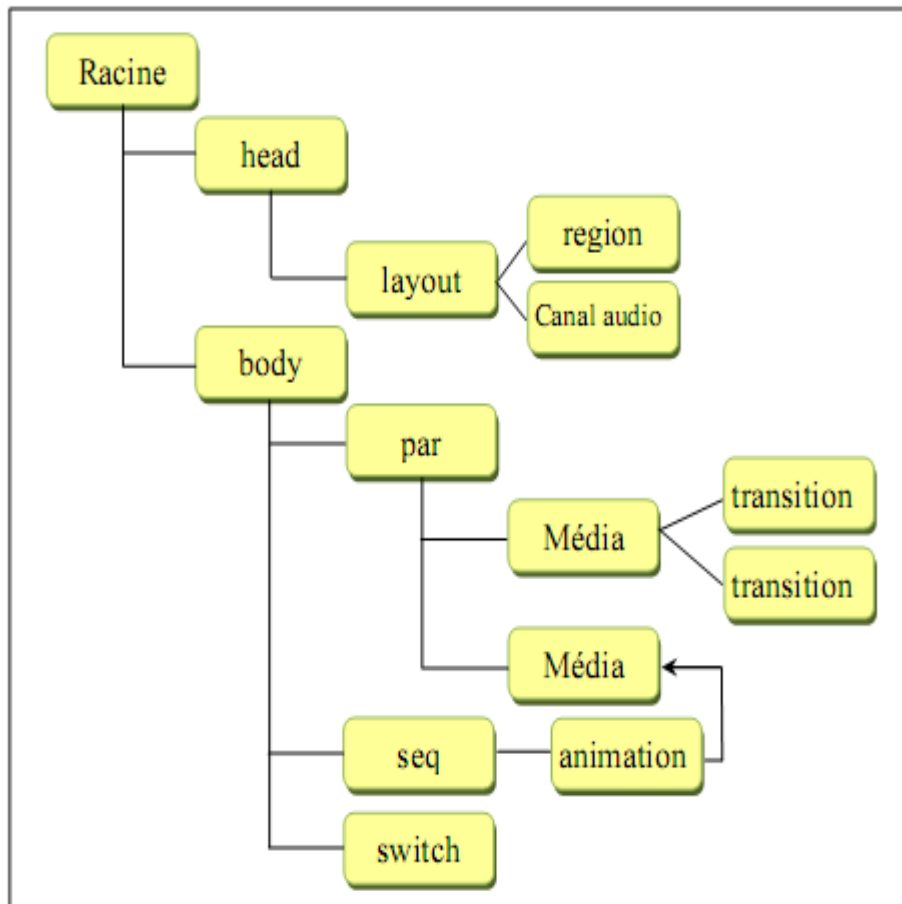 Racine
head
region
layout
Canal audio
body
par
transition
Média
transition
Média
seq
animation
switch